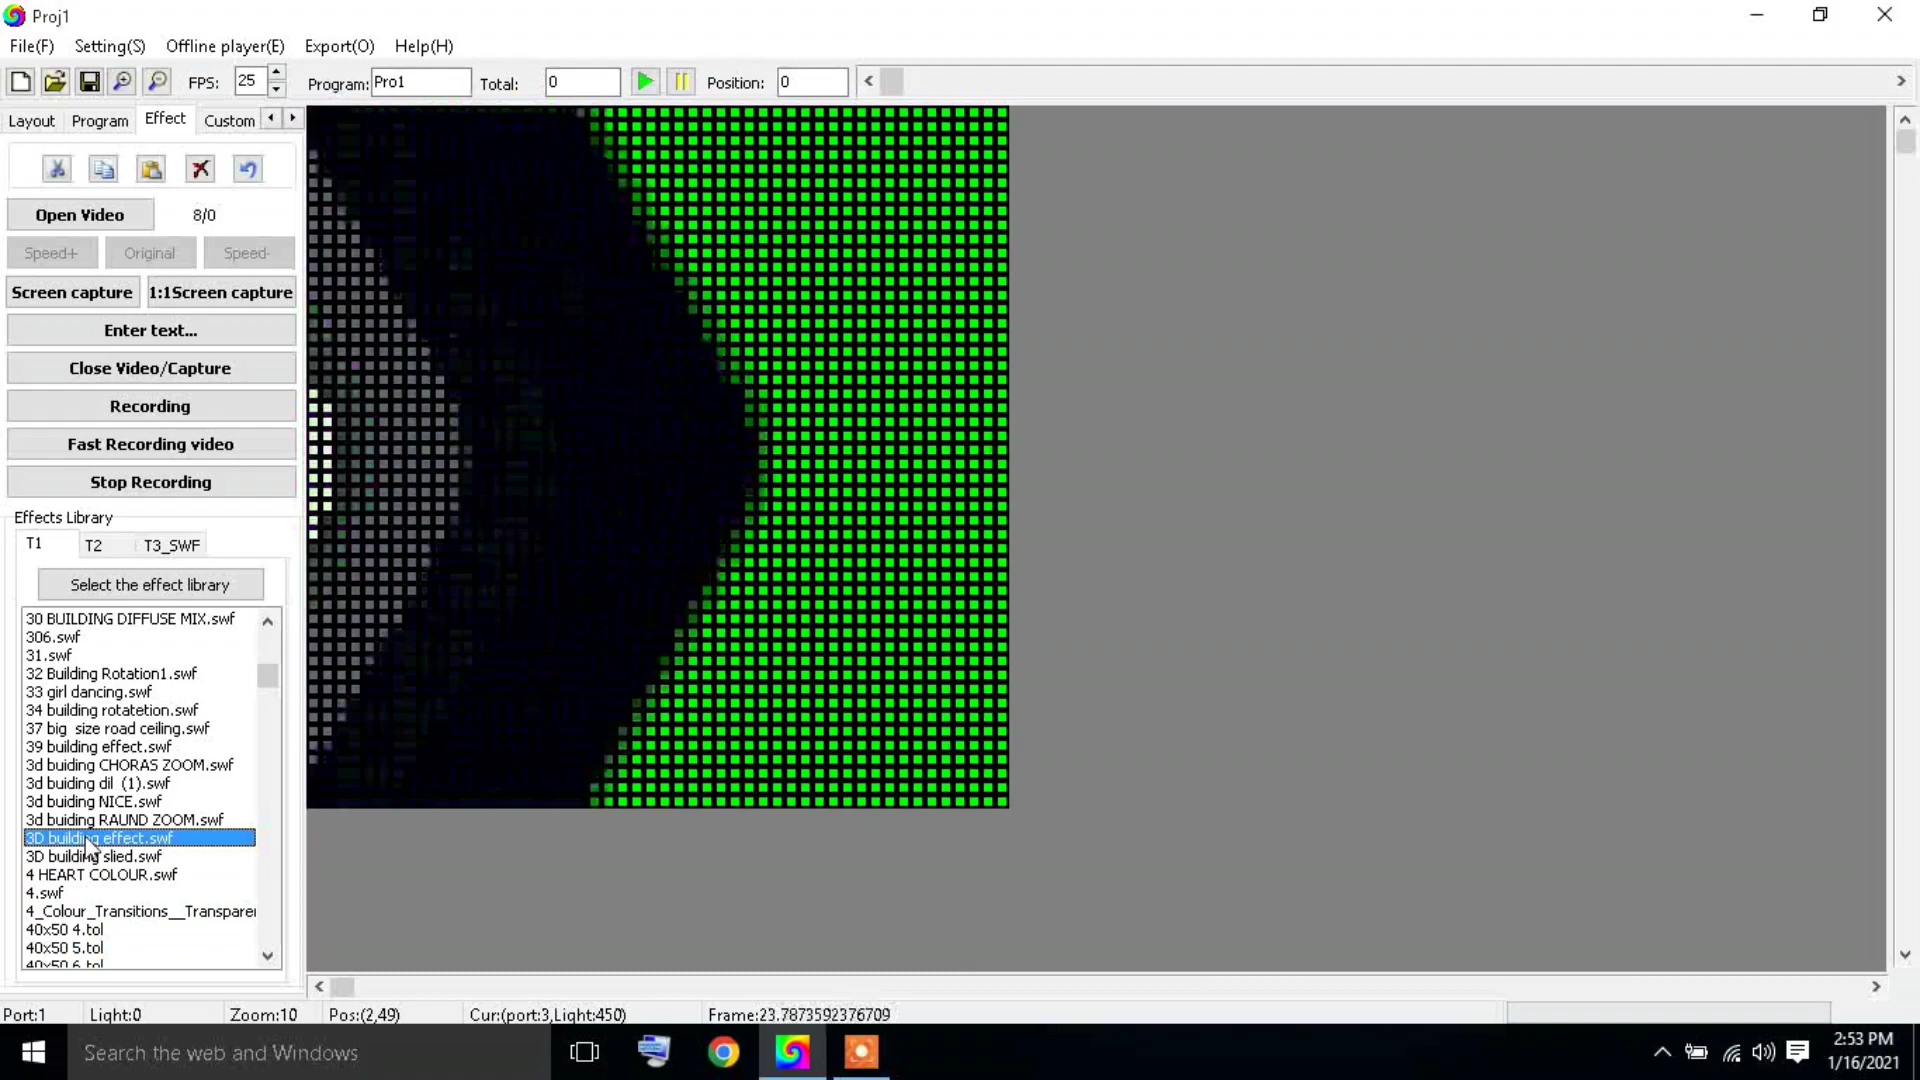 Proj1
File(F) Setting(S) Offline player(E) Export(O) Help(H)
FPS: 25 Program: Pro1 Total: 0 Position: 0
Layout Program Effect Custom
Open Video 8/0
Speed+ Original Speed-
Screen capture 1:1Screen capture
Enter text...
Close Video/Capture
Recording
Fast Recording video
Stop Recording
Effects Library
T1 T2 T3_SWF
Select the effect library
30 BUILDING DIFFUSE MIX.swf
306.swf
31.swf
32 Building Rotation1.swf
33 girl dancing.swf
34 building rotatetion.swf
37 big  size road ceiling.swf
39 building effect.swf
3d buiding CHORAS ZOOM.swf
3d buiding dil  (1).swf
3d buiding NICE.swf
3d buiding RAUND ZOOM.swf
3D building effect.swf
3D building slied.swf
4 HEART COLOUR.swf
4.swf
4_Colour_Transitions__Transparer
40x50 4.tol
40x50 5.tol
40x50 6.tol
Port:1 Light:0 Zoom:10 Pos:(2,49) Cur:(port:3,Light:450) Frame:23.7873592376709
Search the web and Windows
2:53 PM
1/16/2021